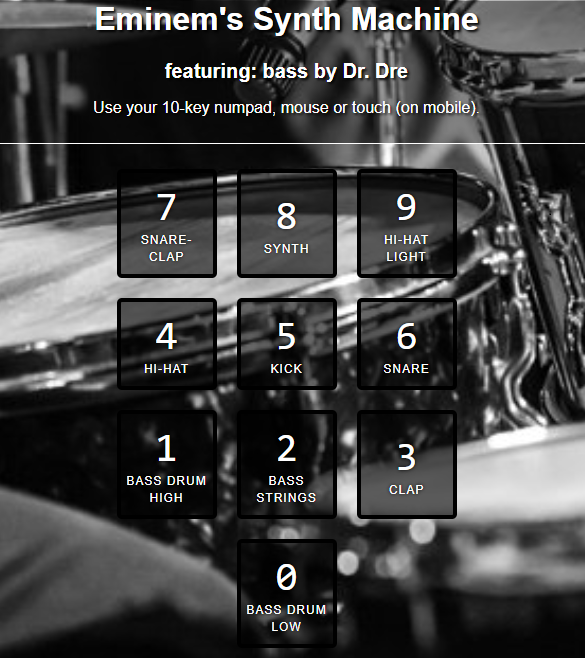 Eminem's Synth Machine
featuring: bass by Dr. Dre
Use your 10-key numpad, mouse or touch (on mobile).
7
SNARE-
CLAP
8
SYNTH
9
HI-HAT
LIGHT
4
HI-HAT
5
KICK
6
SNARE
1
BASS DRUM
HIGH
2
BASS
STRINGS
3
CLAP
0
BASS DRUM
LOW